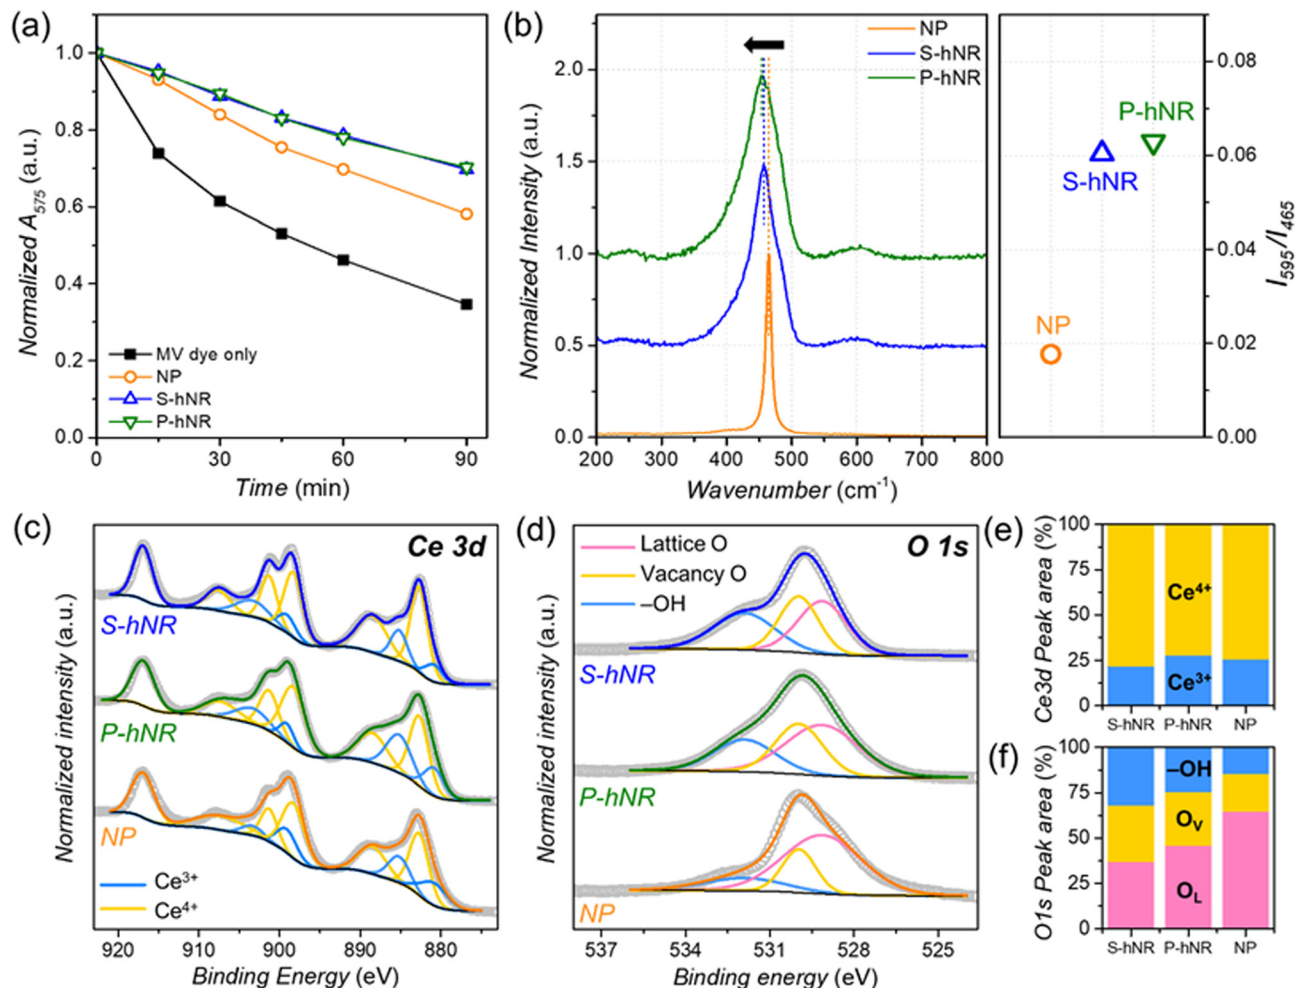 (a)
1.0
0.8
0.6
0.4
0.2
0.0
Normalized A575 (a.u.)
MV dye only
NP
S-hNR
P-hNR
0 30 60 90
Time (min)
(b)
2.0
1.5
1.0
0.5
0.0
Normalized Intensity (a.u.)
NP
S-hNR
P-hNR
200 300 400 500 600 700 800
Wavenumber (cm-1)
P-hNR
S-hNR
NP
0.08
0.06
0.04
0.02
0.00
I595/I465
(c)
Ce 3d
Normalized intensity (a.u.)
S-hNR
P-hNR
NP
Ce3+
Ce4+
920 910 900 890 880
Binding Energy (eV)
(d)
O 1s
Lattice O
Vacancy O
–OH
Normalized intensity (a.u.)
S-hNR
P-hNR
NP
537 534 531 528 525
Binding energy (eV)
(e)
Ce3d Peak area (%)
100
75
50
25
0
Ce4+
Ce3+
S-hNR P-hNR NP
(f)
O1s Peak area (%)
100
75
50
25
0
–OH
OV
OL
S-hNR P-hNR NP